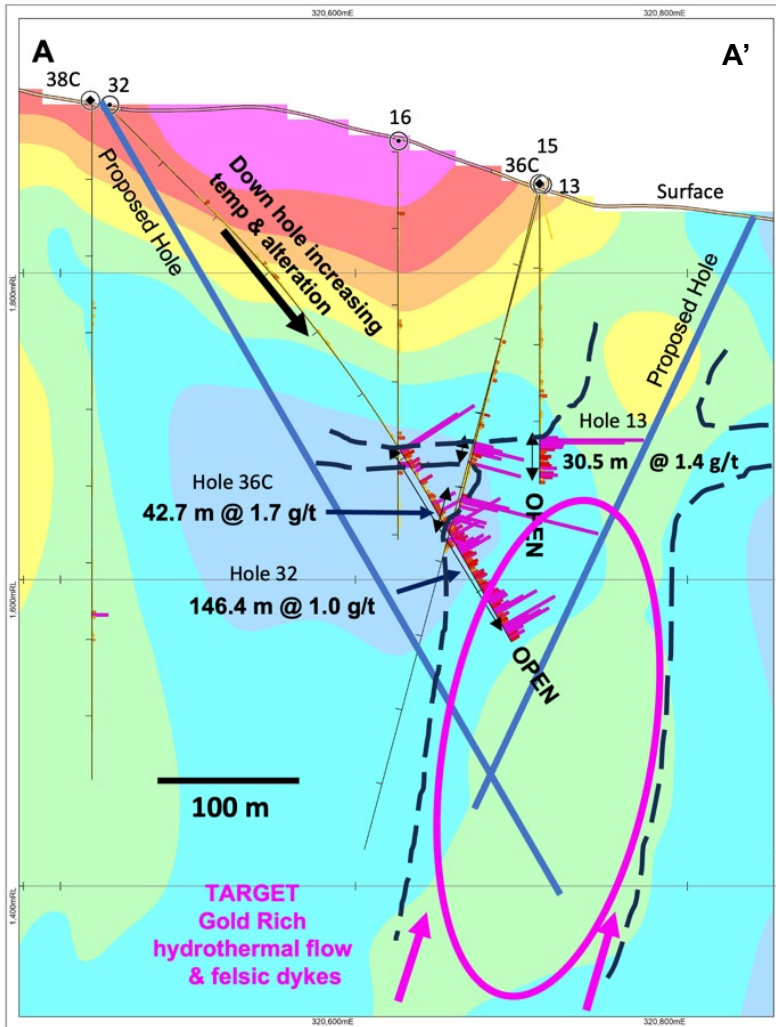 320,600mE
320,800mE
A
A'
38C
32
16
15
36C
13
Surface
Proposed Hole
Down hole increasing
temp & alteration
Proposed Hole
1,800mRL
Hole 13
30.5 m @ 1.4 g/t
Hole 36C
42.7 m @ 1.7 g/t
OPEN
Hole 32
146.4 m @ 1.0 g/t
1,600mRL
OPEN
100 m
TARGET
Gold Rich
hydrothermal flow
& felsic dykes
1,400mRL
320,600mE
320,800mE